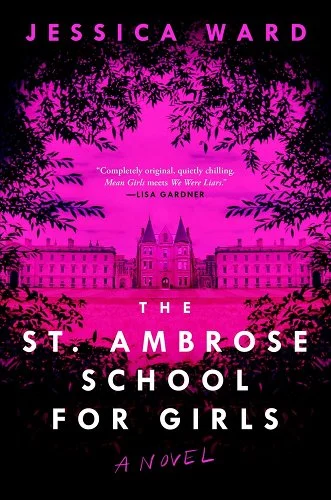 JESSICA WARD
"Completely original, quietly chilling.
Mean Girls meets We Were Liars."
—LISA GARDNER
THE
ST. AMBROSE
SCHOOL
FOR GIRLS
A NOVEL